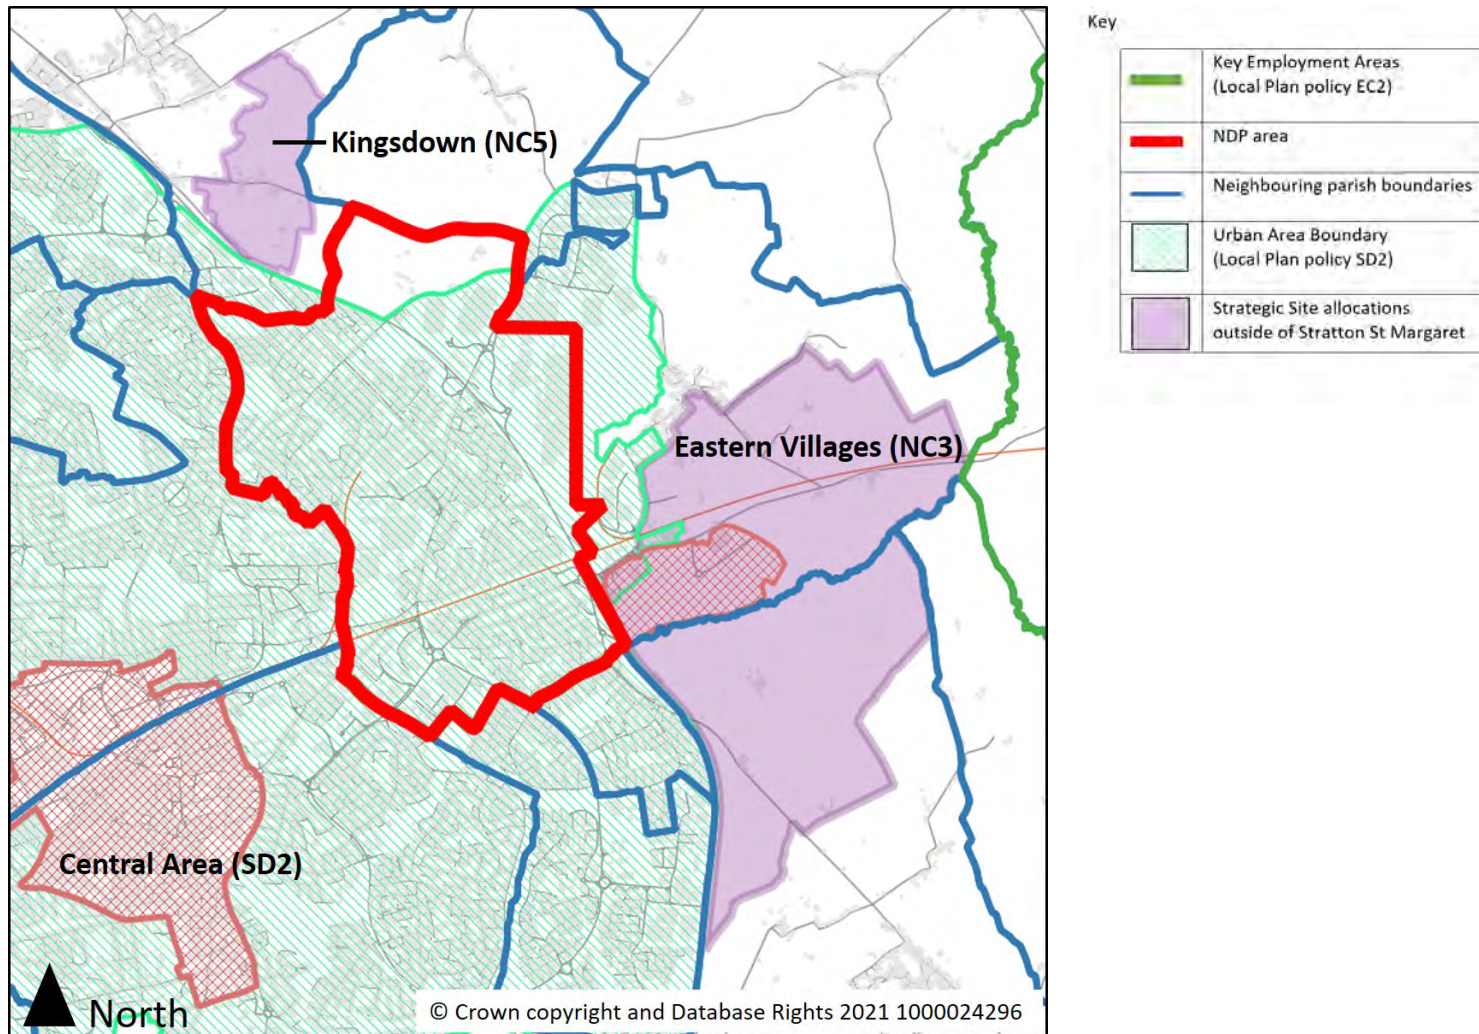 Kingsdown (NC5)
Eastern Villages (NC3)
Central Area (SD2)
North
© Crown copyright and Database Rights 2021 1000024296
Key
Key Employment Areas
(Local Plan policy EC2)
NDP area
Neighbouring parish boundaries
Urban Area Boundary
(Local Plan policy SD2)
Strategic Site allocations
outside of Stratton St Margaret